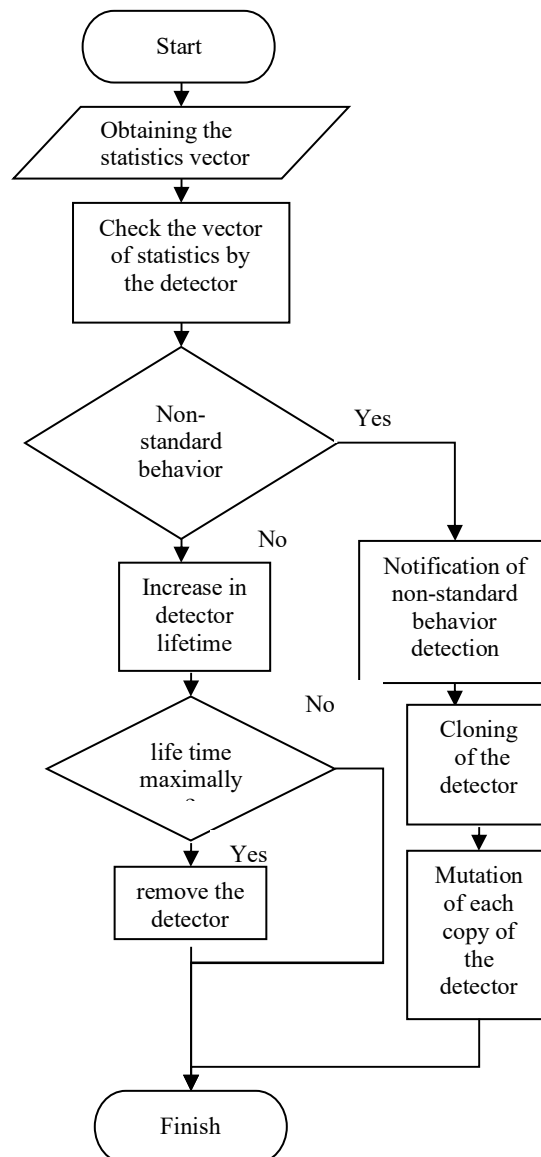 Start
Obtaining the
statistics vector
Check the vector
of statistics by
the detector
Non-
standard
behavior
Yes
No
Increase in
detector
lifetime
Notification of
non-standard
behavior
detection
No
life time
maximally
Cloning
of the
detector
Yes
remove the
detector
Mutation
of each
copy of
the
detector
Finish